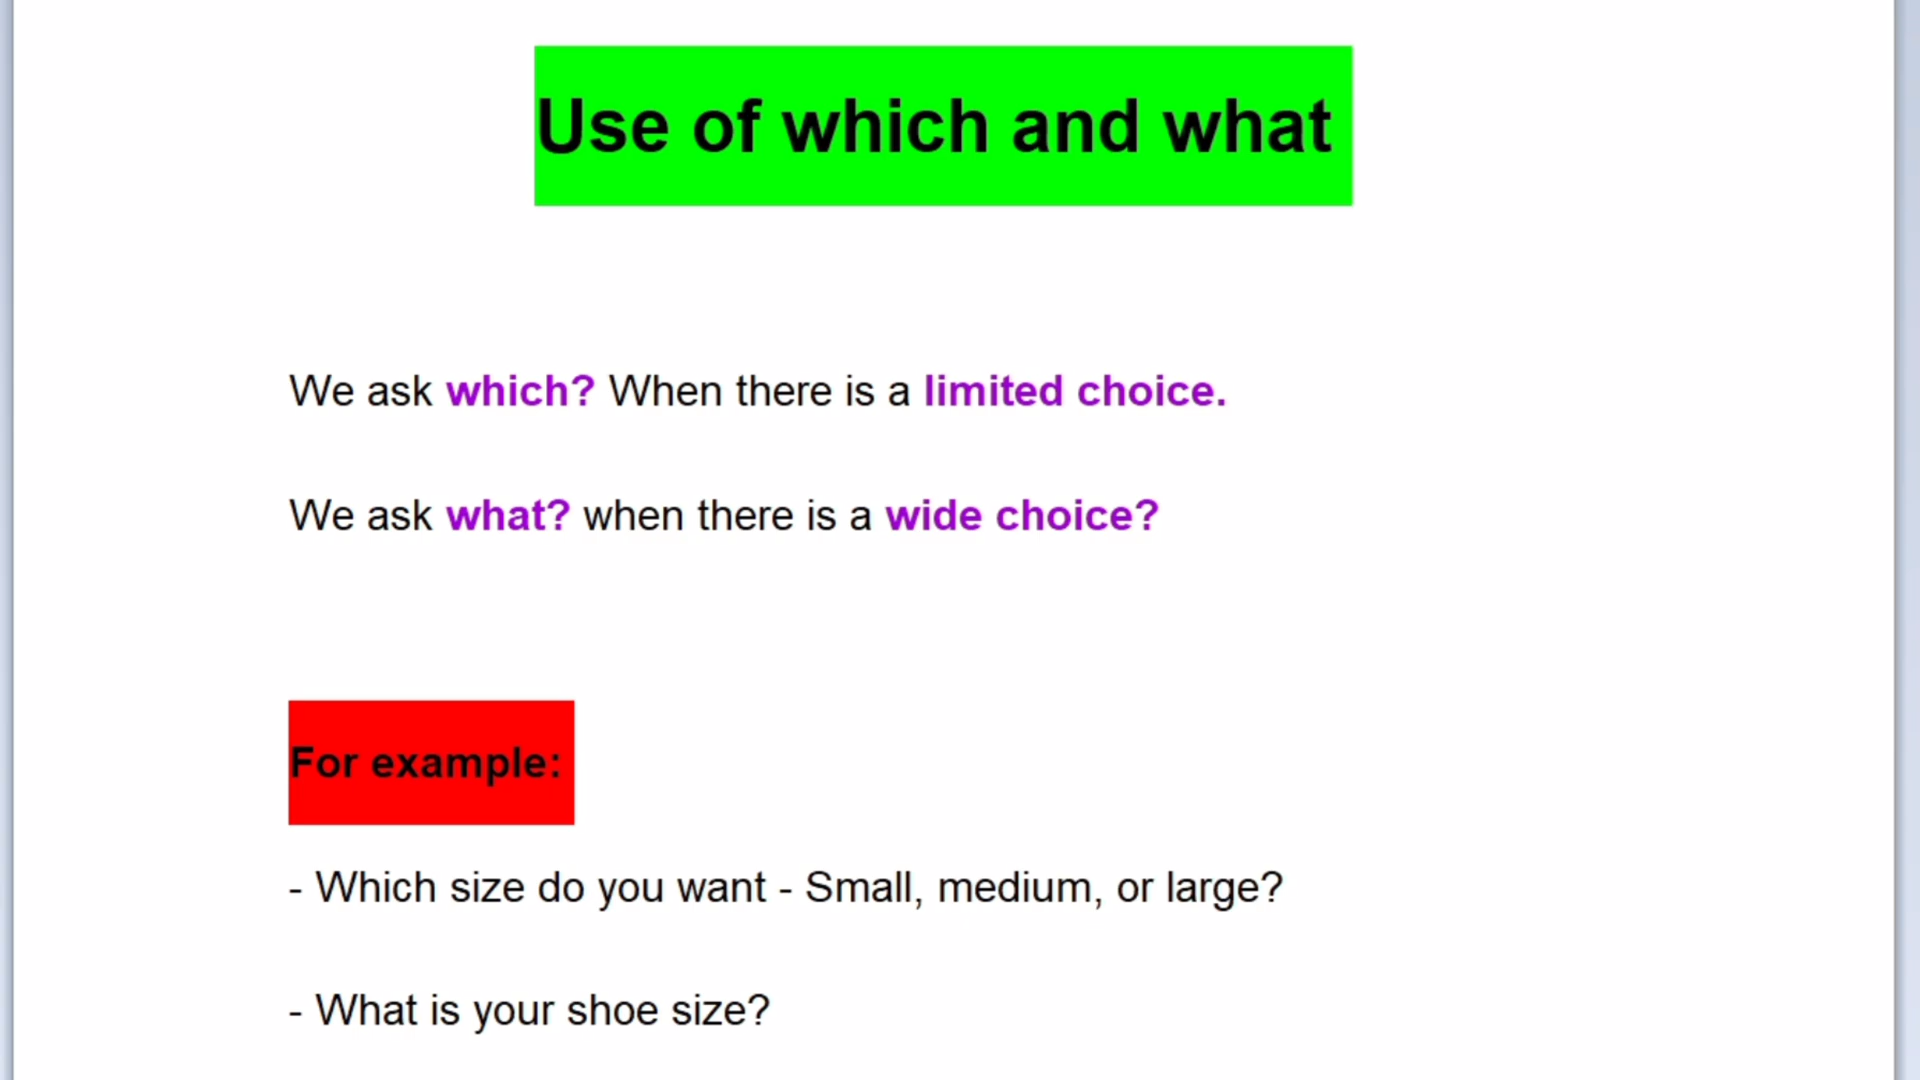 Use of which and what
We ask which? When there is a limited choice.
We ask what? when there is a wide choice?
For example:
- Which size do you want - Small, medium, or large?
- What is your shoe size?